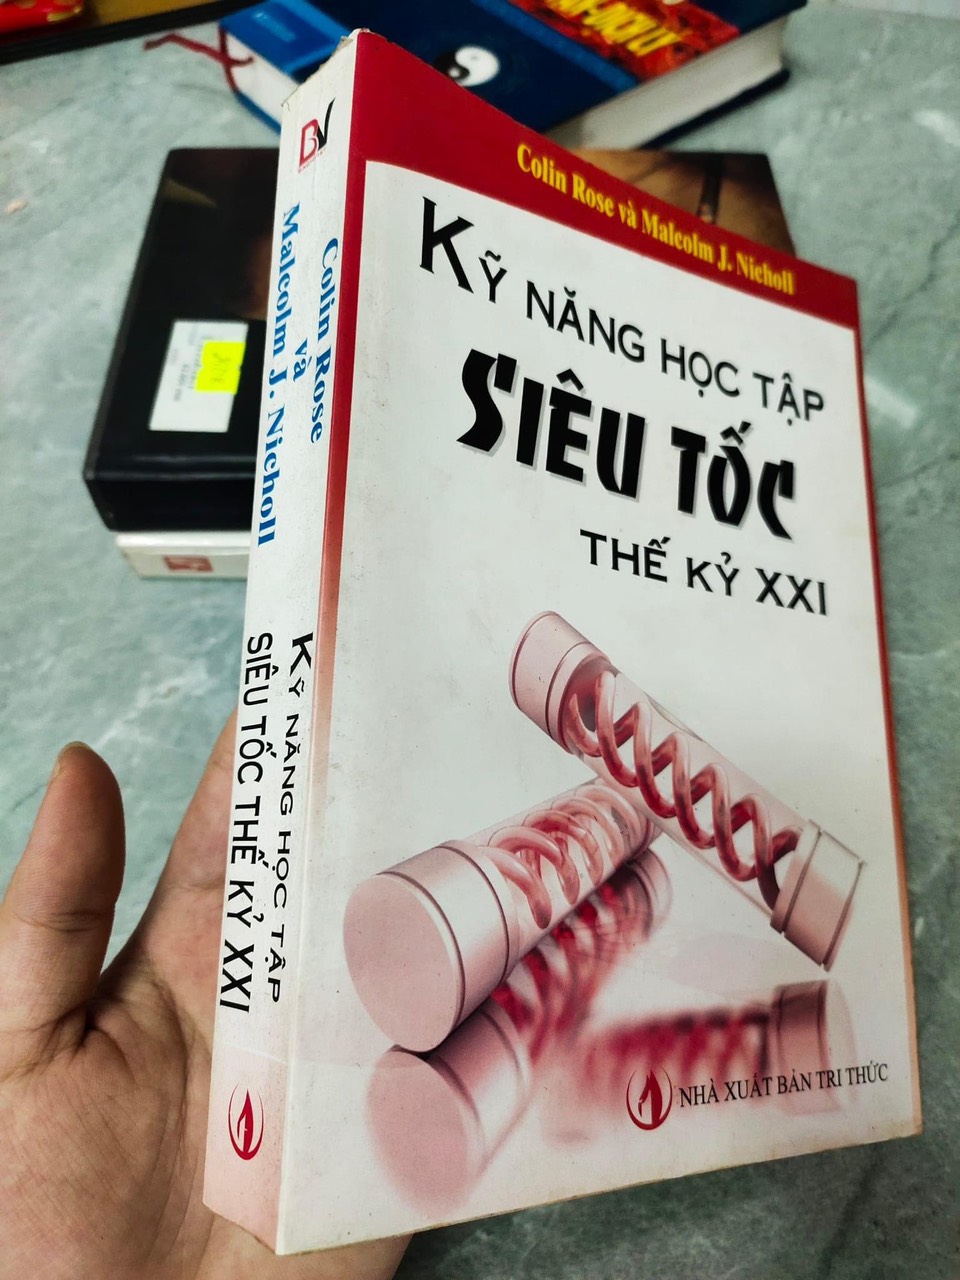 Colin Rose và Malcolm J. Nicholl
KỸ NĂNG HỌC TẬP
SIÊU TỐC
THẾ KỶ XXI
NHÀ XUẤT BẢN TRI THỨC
BV
Colin Rose
và
Malcolm J. Nicholl
KỸ NĂNG HỌC TẬP
SIÊU TỐC THẾ KỶ XXI